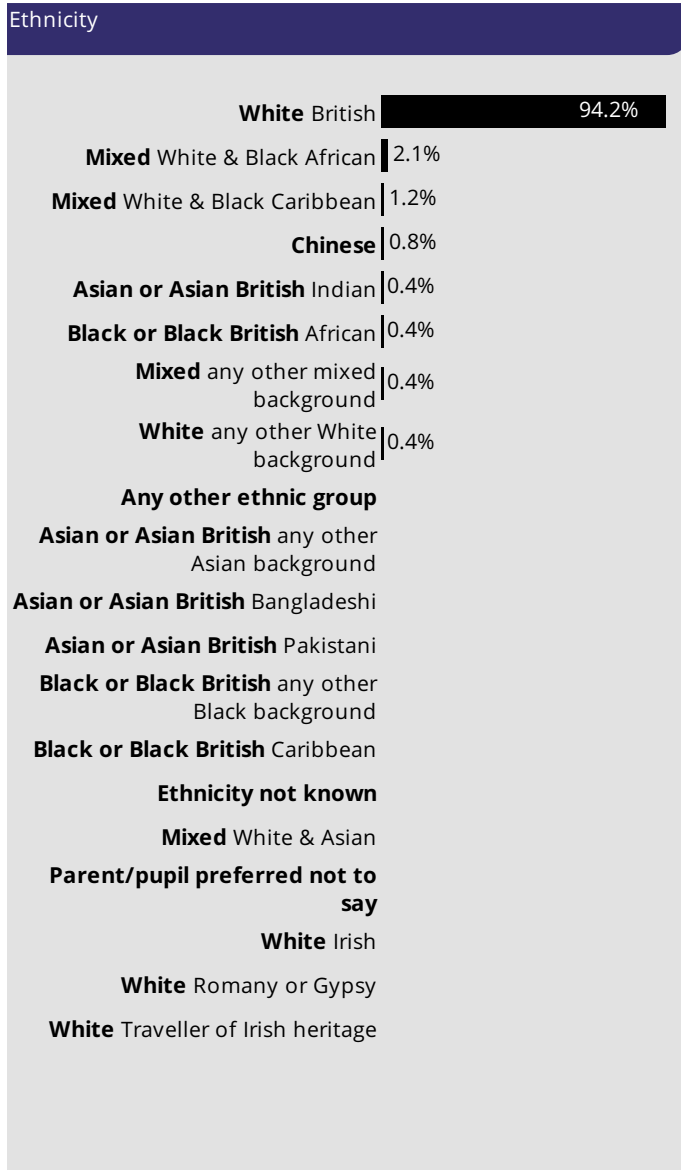 Ethnicity
White British 94.2%
Mixed White & Black African 2.1%
Mixed White & Black Caribbean 1.2%
Chinese 0.8%
Asian or Asian British Indian 0.4%
Black or Black British African 0.4%
Mixed any other mixed
background 0.4%
White any other White
background 0.4%
Any other ethnic group
Asian or Asian British any other
Asian background
Asian or Asian British Bangladeshi
Asian or Asian British Pakistani
Black or Black British any other
Black background
Black or Black British Caribbean
Ethnicity not known
Mixed White & Asian
Parent/pupil preferred not to
say
White Irish
White Romany or Gypsy
White Traveller of Irish heritage